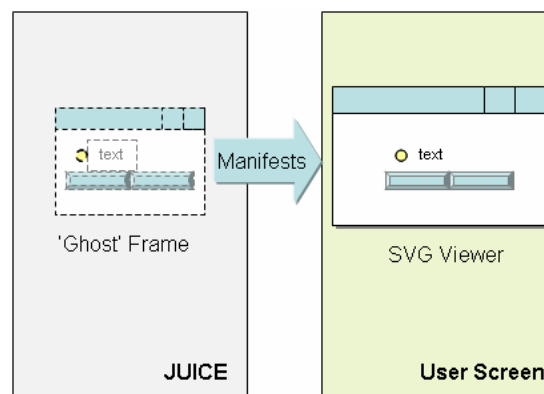 text
'Ghost' Frame
JUICE
Manifests
text
SVG Viewer
User Screen